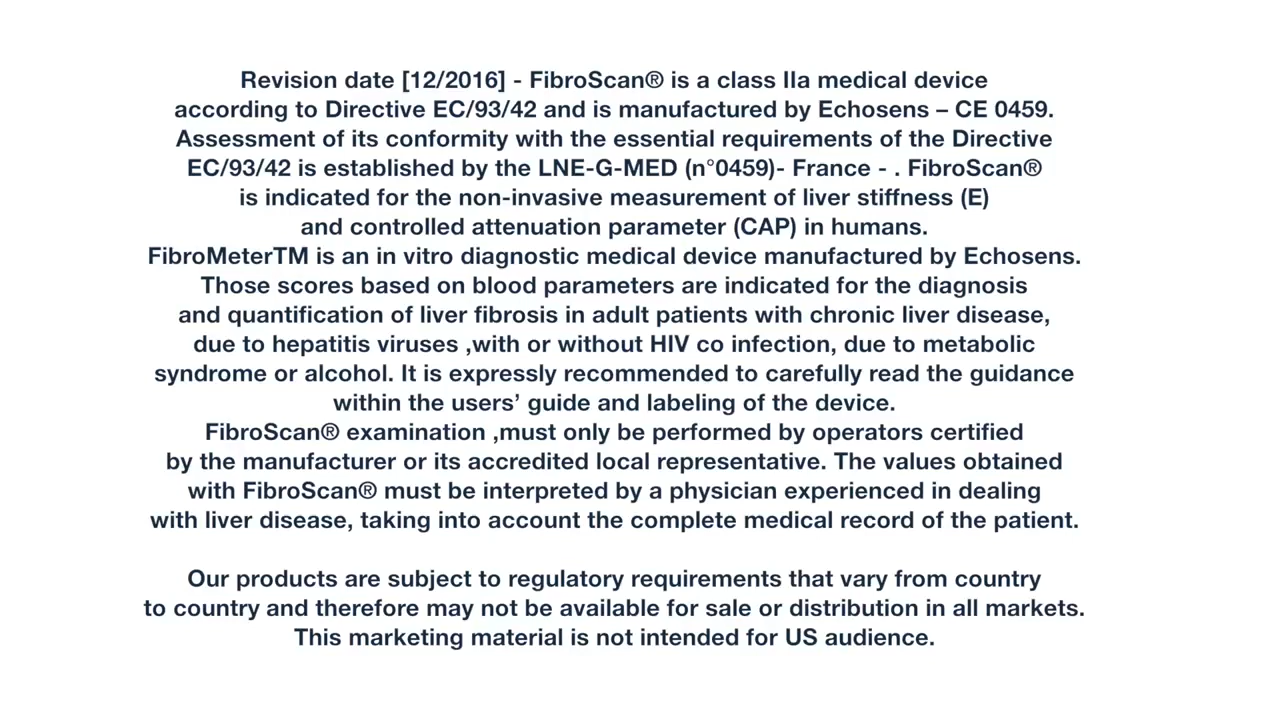 Revision date [12/2016] - FibroScan® is a class IIa medical device
according to Directive EC/93/42 and is manufactured by Echosens – CE 0459.
Assessment of its conformity with the essential requirements of the Directive
EC/93/42 is established by the LNE-G-MED (n°0459)- France - . FibroScan®
is indicated for the non-invasive measurement of liver stiffness (E)
and controlled attenuation parameter (CAP) in humans.
FibroMeterTM is an in vitro diagnostic medical device manufactured by Echosens.
Those scores based on blood parameters are indicated for the diagnosis
and quantification of liver fibrosis in adult patients with chronic liver disease,
due to hepatitis viruses ,with or without HIV co infection, due to metabolic
syndrome or alcohol. It is expressly recommended to carefully read the guidance
within the users’ guide and labeling of the device.
FibroScan® examination ,must only be performed by operators certified
by the manufacturer or its accredited local representative. The values obtained
with FibroScan® must be interpreted by a physician experienced in dealing
with liver disease, taking into account the complete medical record of the patient.
Our products are subject to regulatory requirements that vary from country
to country and therefore may not be available for sale or distribution in all markets.
This marketing material is not intended for US audience.